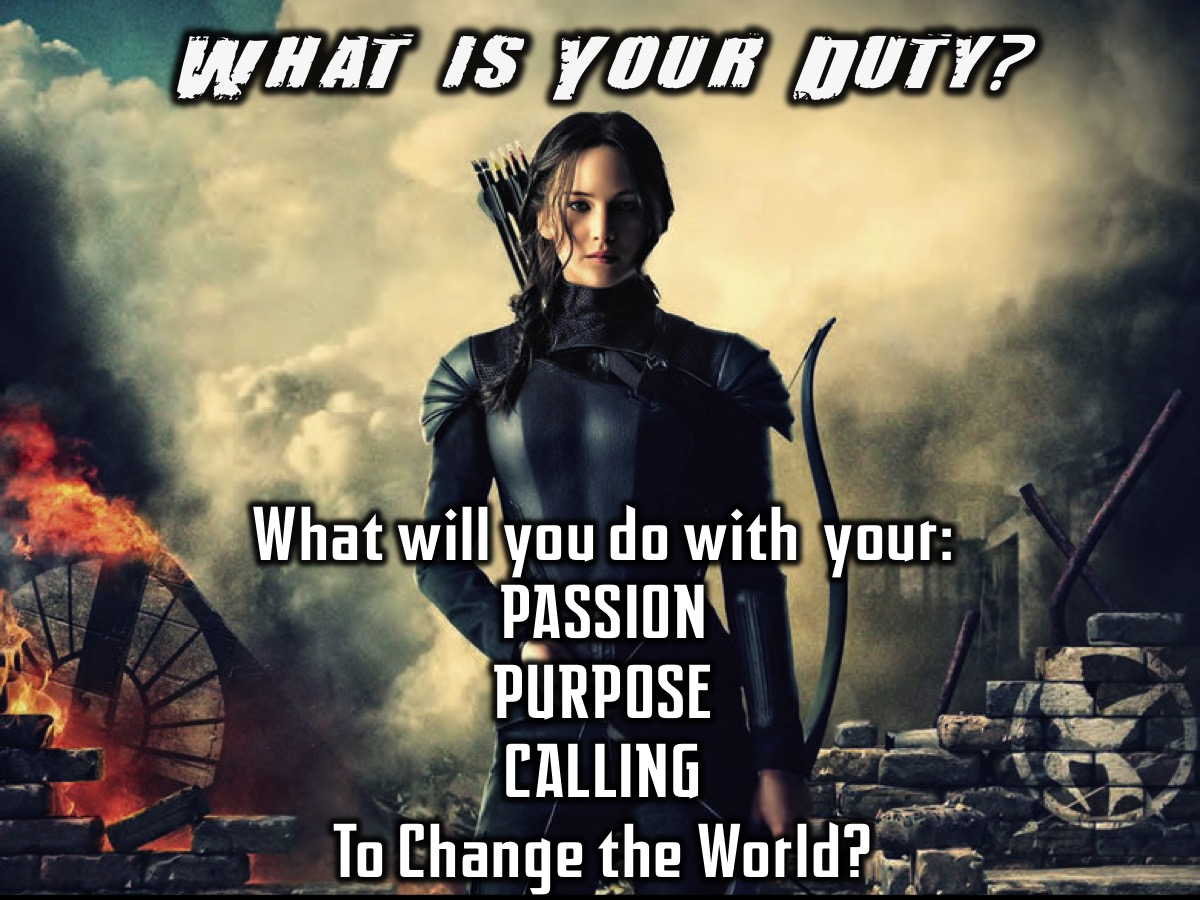 What is Your Duty?
What will you do with your:
PASSION
PURPOSE
CALLING
To Change the World?